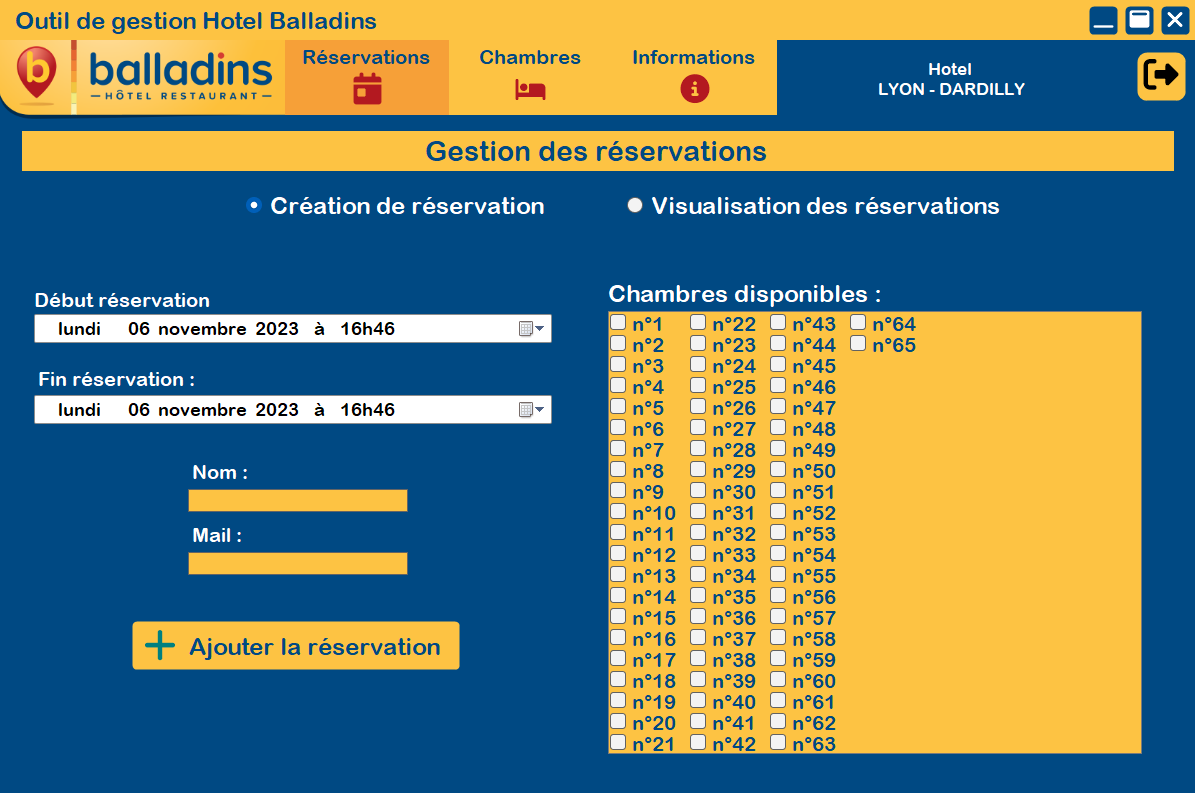 Outil de gestion Hotel Balladins
b balladins
HÔTEL RESTAURANT
Réservations
Chambres
Informations
Hotel
LYON - DARDILLY
Gestion des réservations
Création de réservation
Visualisation des réservations
Début réservation
lundi 06 novembre 2023 à 16h46
Fin réservation :
lundi 06 novembre 2023 à 16h46
Nom :
Mail :
Ajouter la réservation
Chambres disponibles :
n°1 n°22 n°43 n°64
n°2 n°23 n°44 n°65
n°3 n°24 n°45
n°4 n°25 n°46
n°5 n°26 n°47
n°6 n°27 n°48
n°7 n°28 n°49
n°8 n°29 n°50
n°9 n°30 n°51
n°10 n°31 n°52
n°11 n°32 n°53
n°12 n°33 n°54
n°13 n°34 n°55
n°14 n°35 n°56
n°15 n°36 n°57
n°16 n°37 n°58
n°17 n°38 n°59
n°18 n°39 n°60
n°19 n°40 n°61
n°20 n°41 n°62
n°21 n°42 n°63